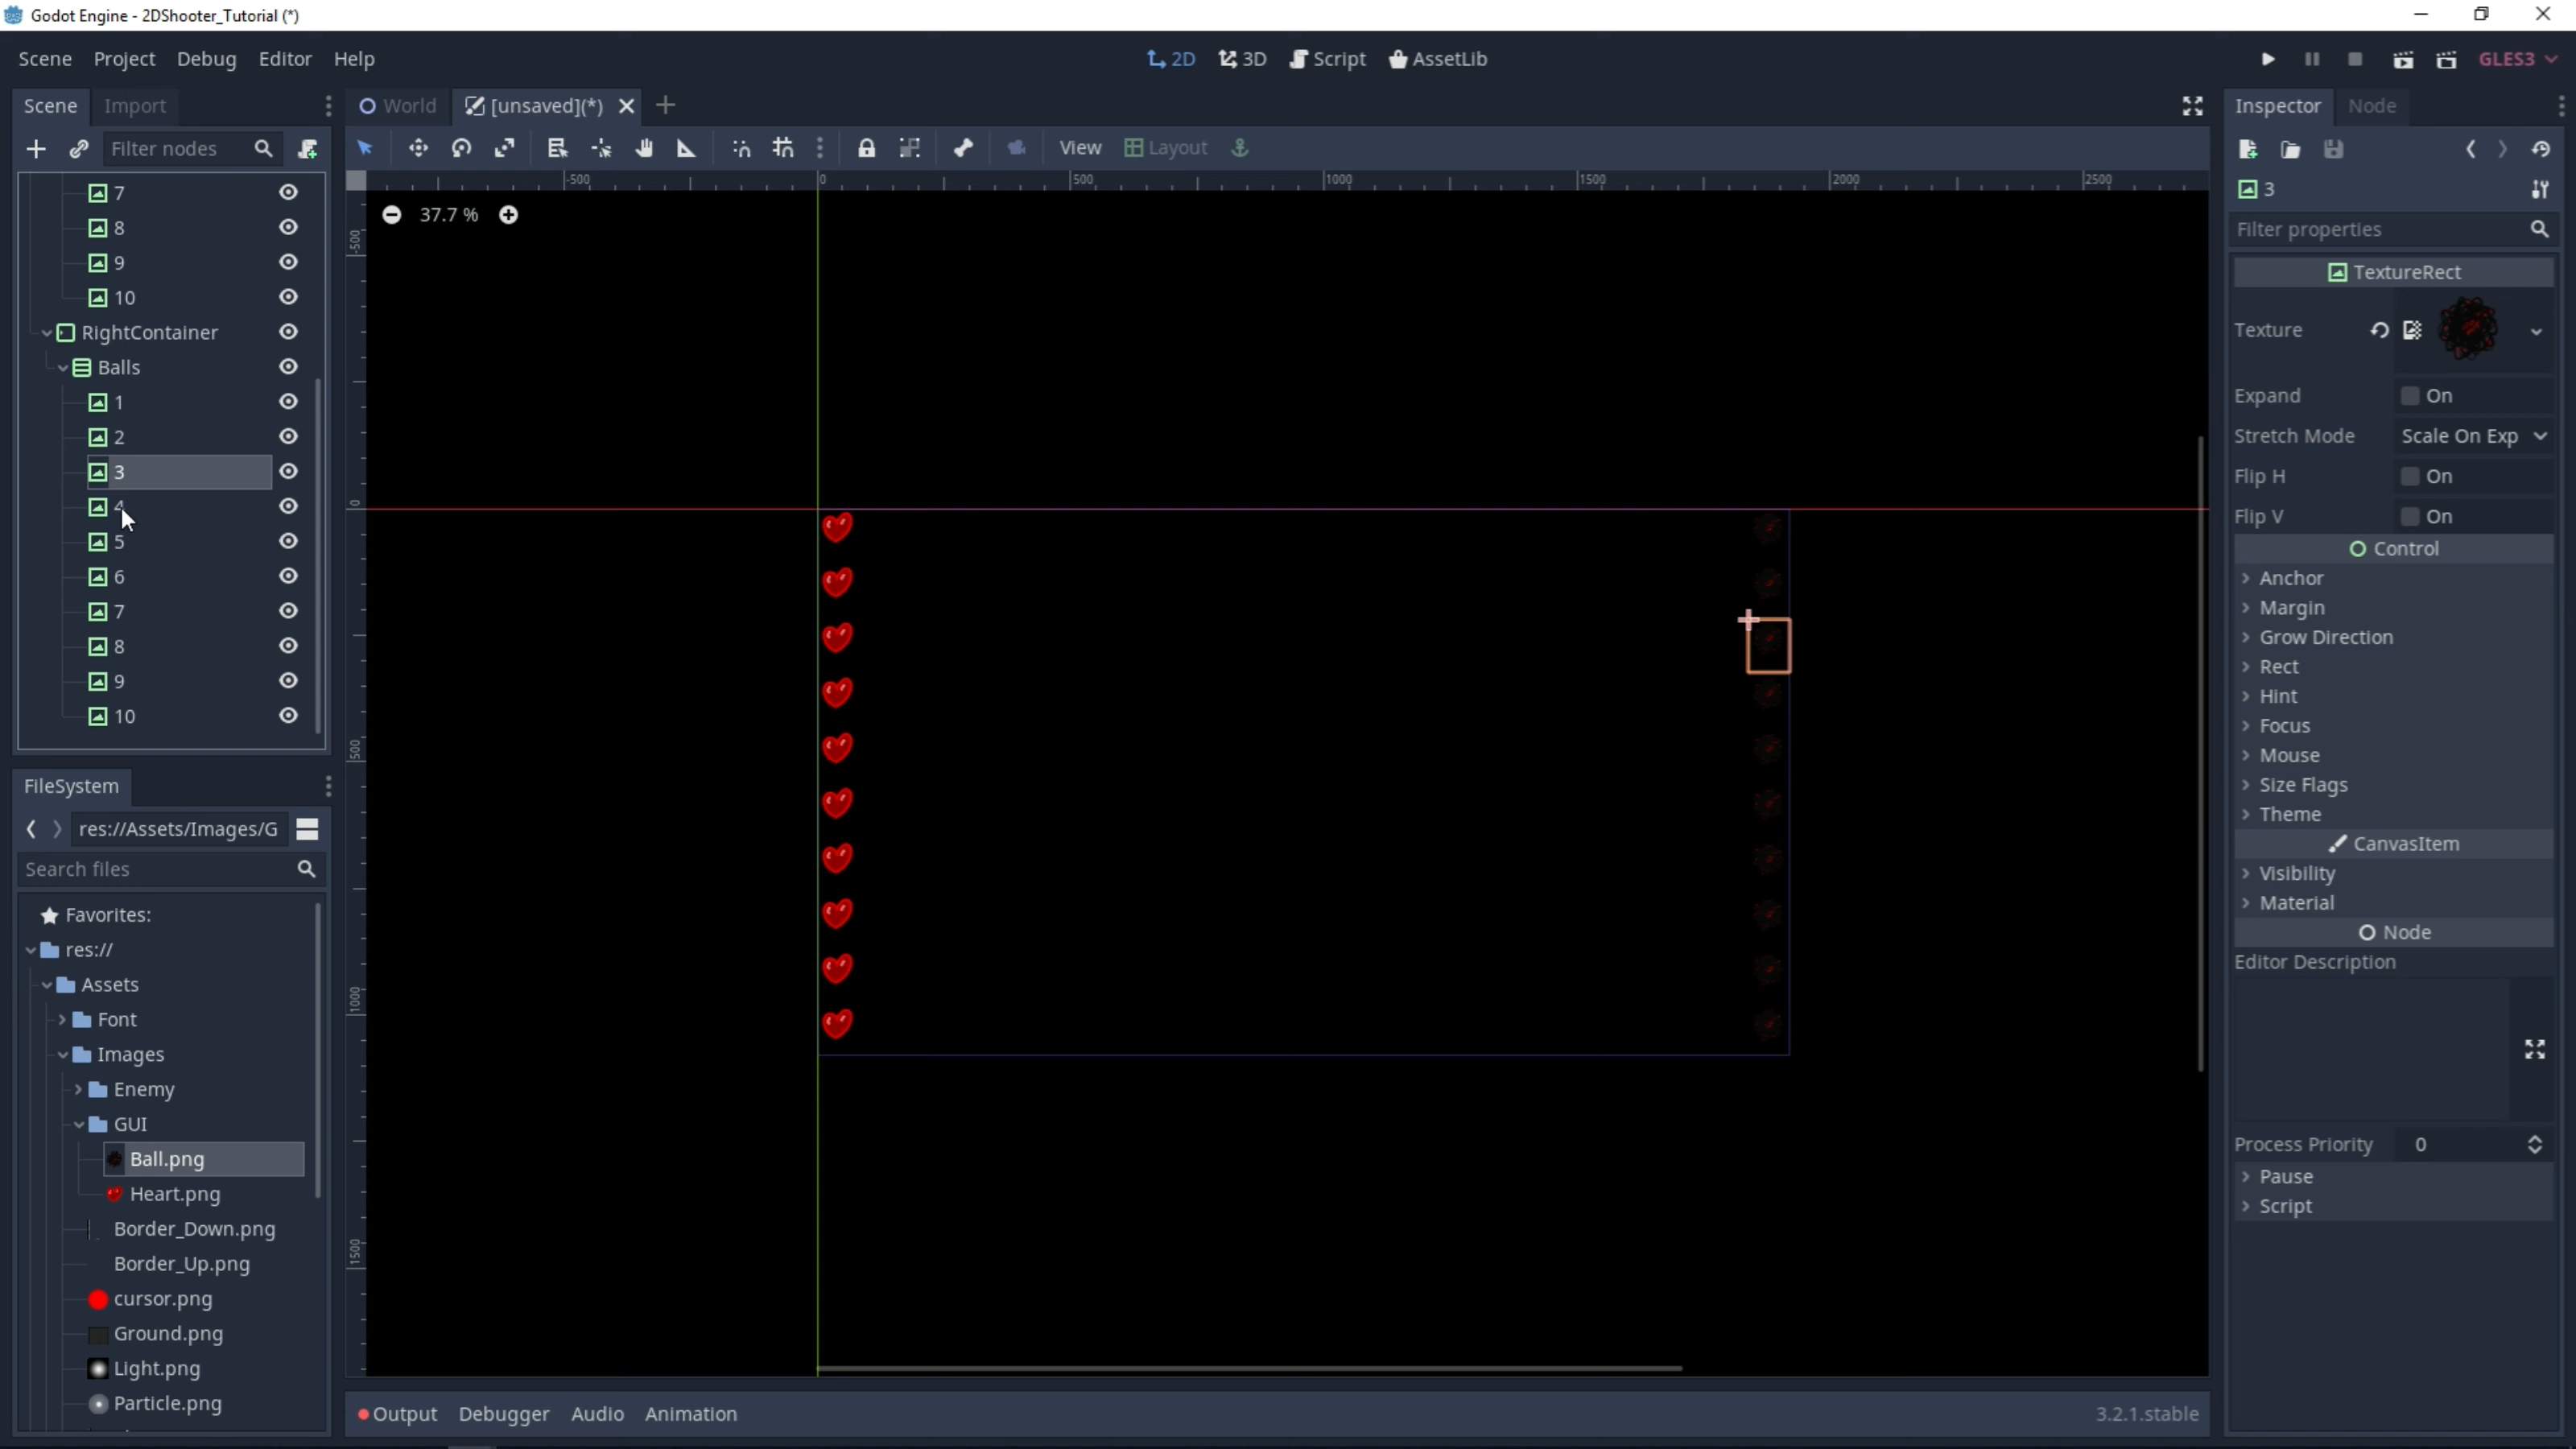 Godot Engine - 2DShooter_Tutorial (*)
Scene Project Debug Editor Help
2D 3D Script AssetLib
GLES3
Scene Import
World [unsaved](*)
Inspector Node
Filter nodes
View Layout
7
8
9
10
RightContainer
Balls
1
2
3
4
5
6
7
8
9
10
FileSystem
res://Assets/Images/G
Search files
Favorites:
res://
Assets
Font
Images
Enemy
GUI
Ball.png
Heart.png
Border_Down.png
Border_Up.png
cursor.png
Ground.png
Light.png
Particle.png
-500 0 500 1000 1500 2000 2500
37.7 %
-500
0
500
1000
1500
Output Debugger Audio Animation
3.2.1.stable
3
Filter properties
TextureRect
Texture
Expand On
Stretch Mode Scale On Exp
Flip H On
Flip V On
Control
Anchor
Margin
Grow Direction
Rect
Hint
Focus
Mouse
Size Flags
Theme
CanvasItem
Visibility
Material
Node
Editor Description
Process Priority 0
Pause
Script